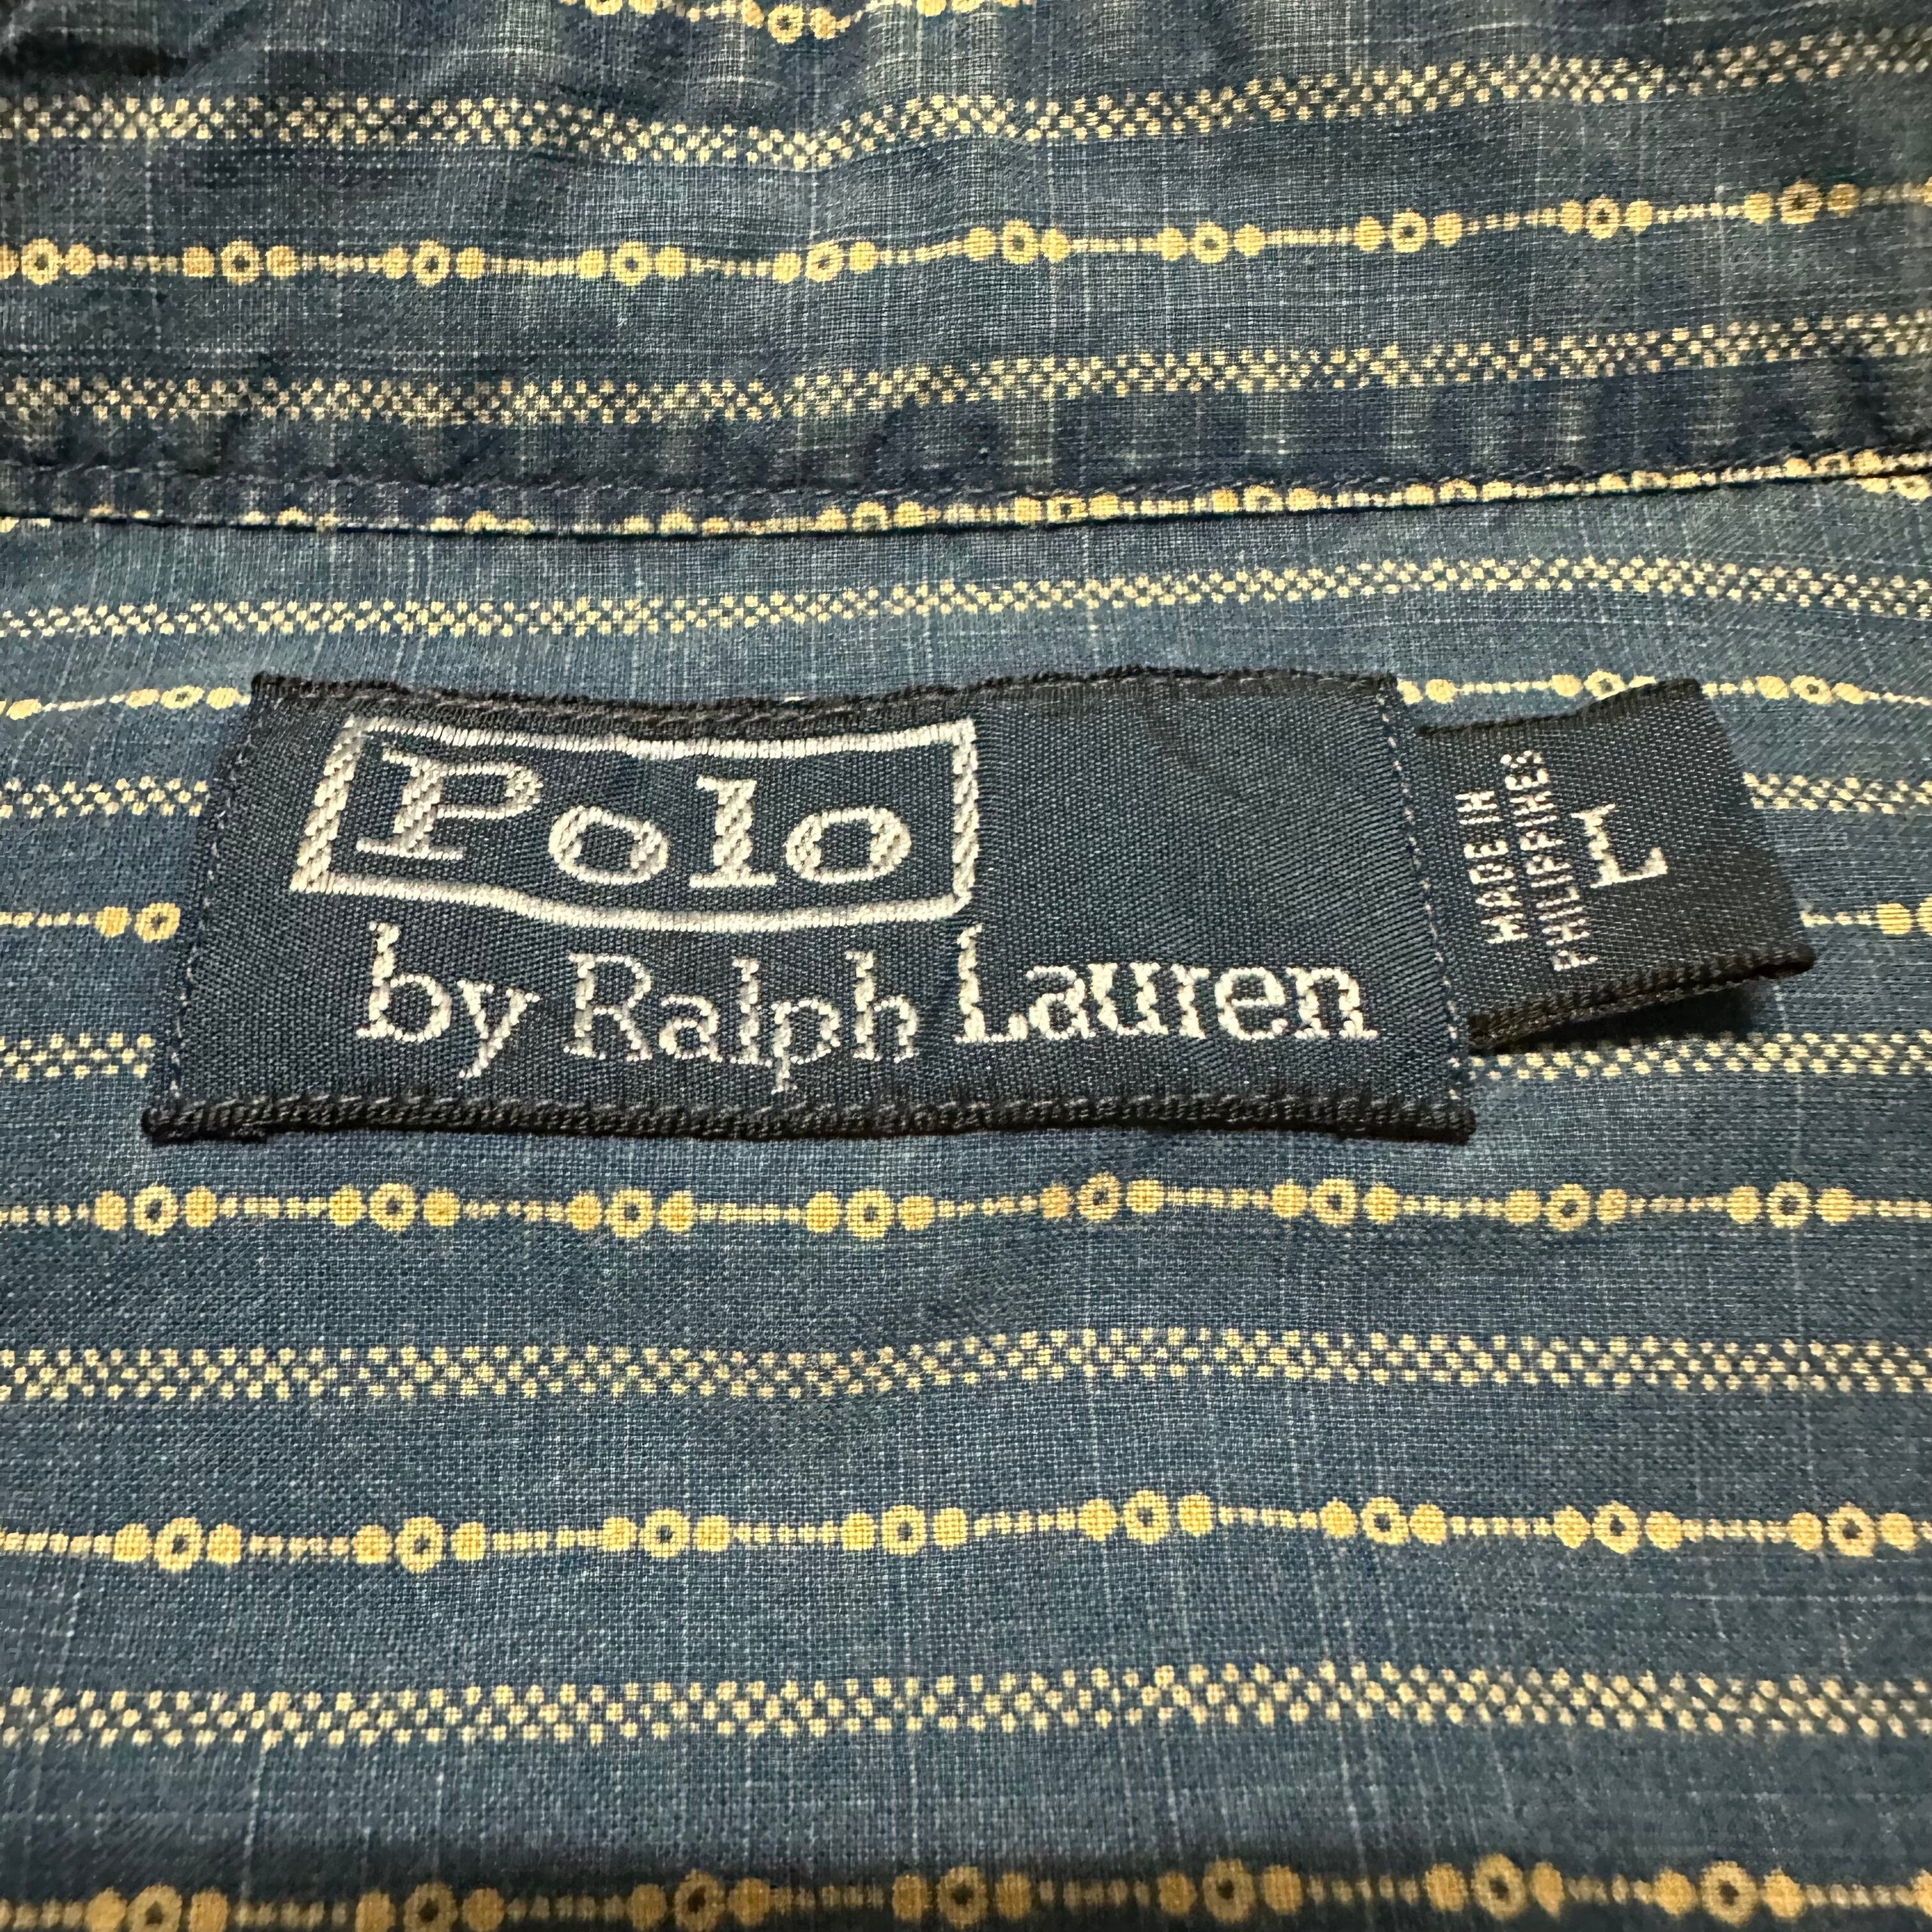 Polo
by Ralph Lauren
MADE IN
PHILIPPINES
L